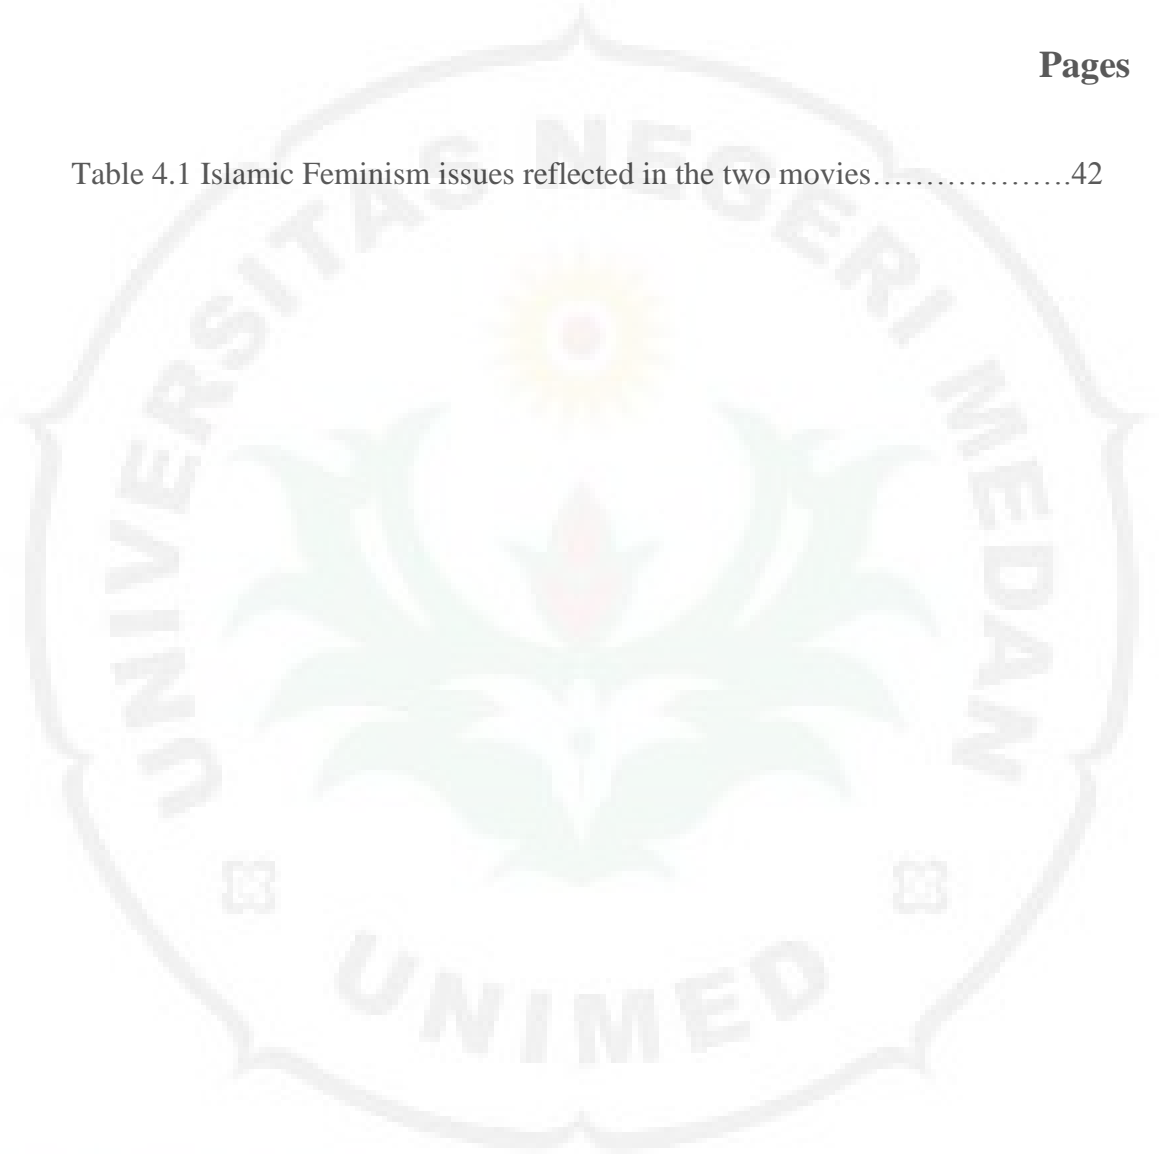 Pages
Table 4.1 Islamic Feminism issues reflected in the two movies……………….42
UNIVERSITAS NEGERI MEDAN
UNIMED